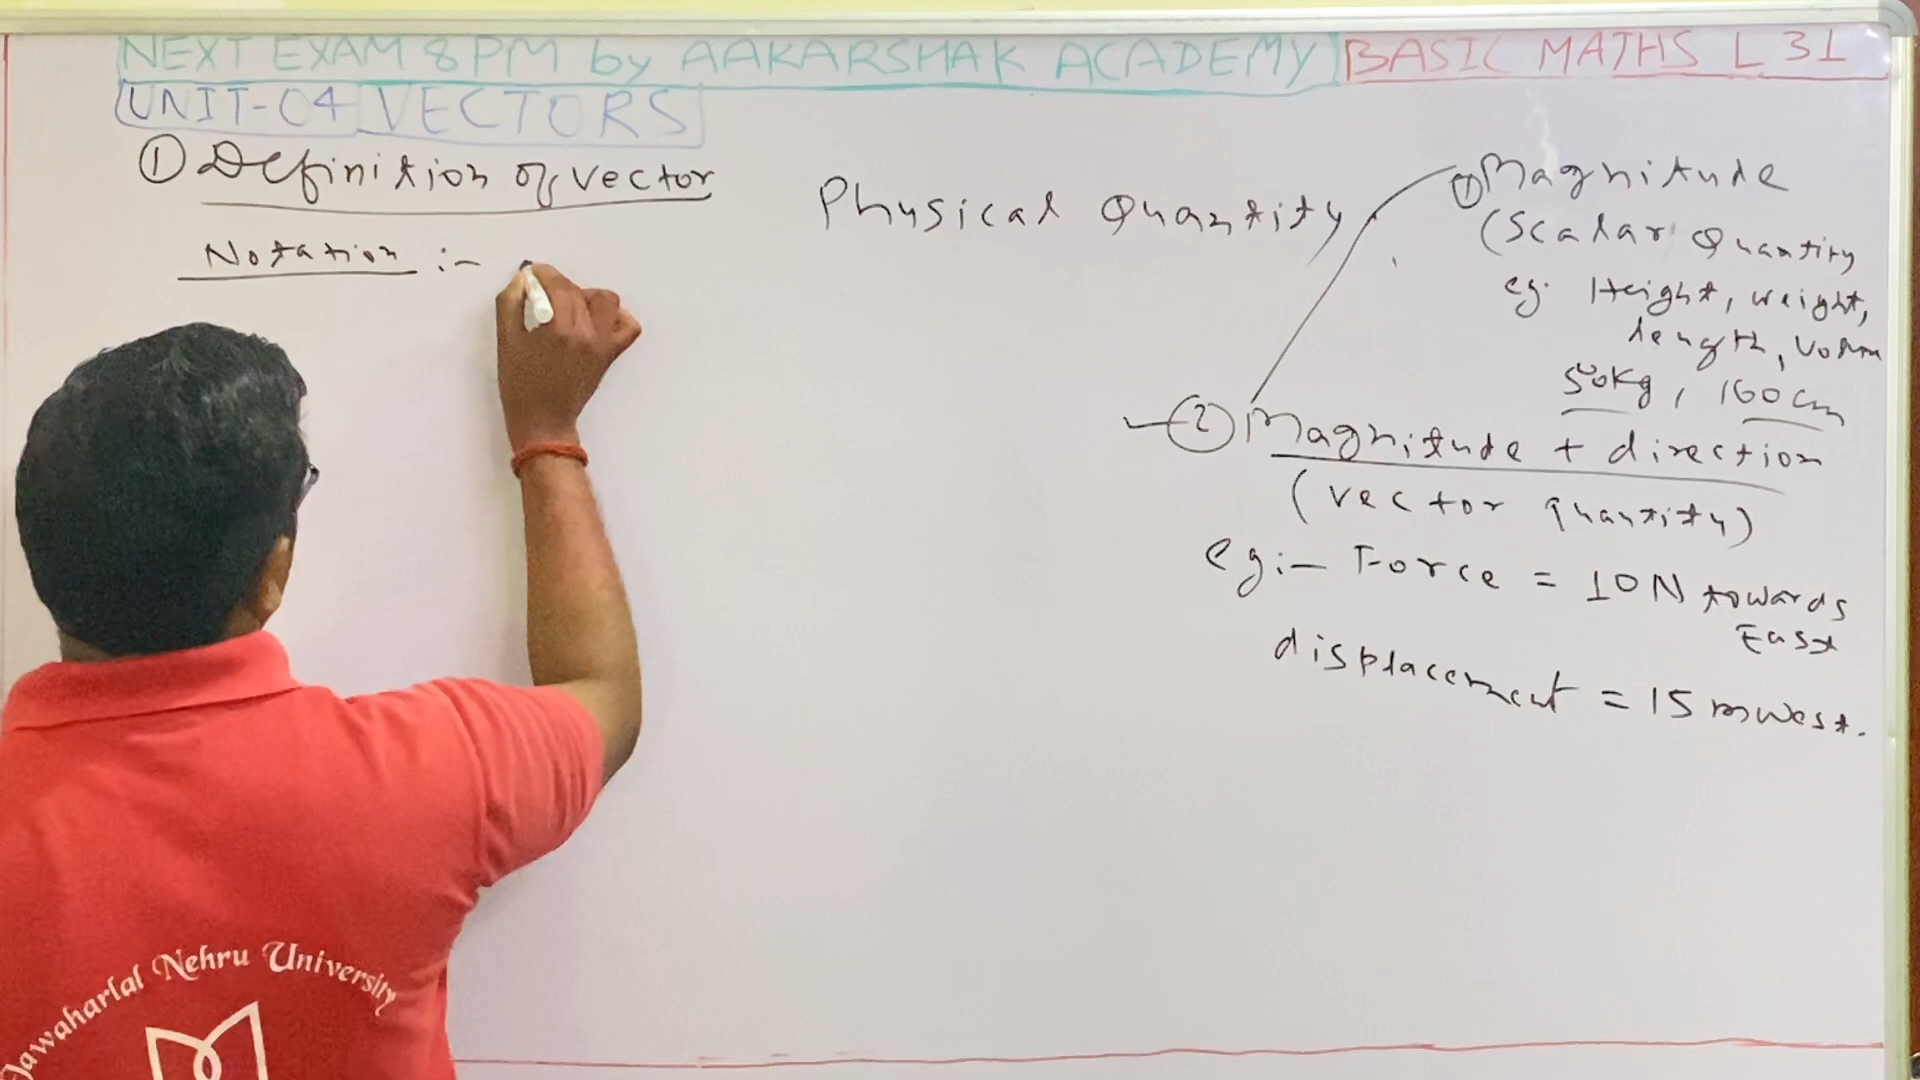 NEXT EXAM 8PM by AAKARSHAK ACADEMY BASIC MATHS L 31
UNIT-04 VECTORS
① Definition of vector
Notation :-
Physical Quantity
① Magnitude
(Scalar Quantity
eg. Height, weight,
length, Volum
50kg, 160cm
② Magnitude + direction
(vector quantity)
eg:- Force = 10N towards
East
displacement = 15 m west.
Jawaharlal Nehru University